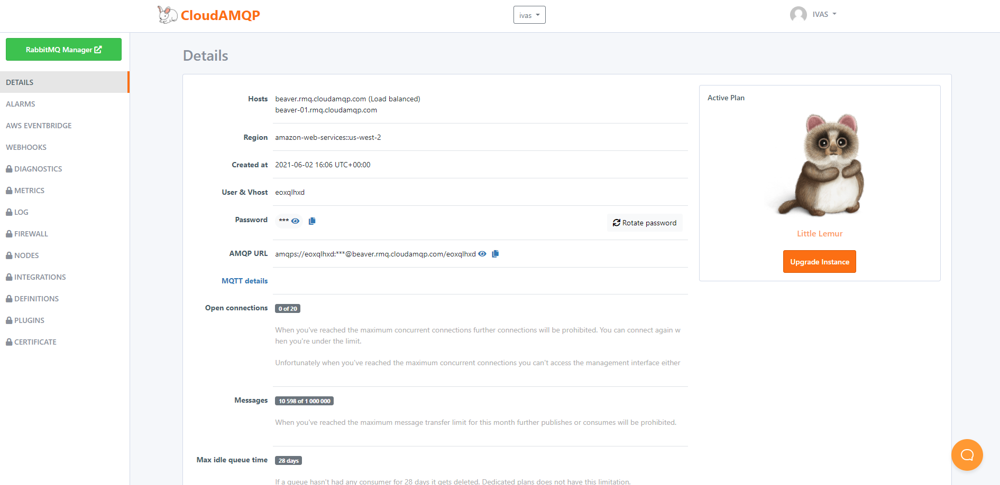 CloudAMQP
ivas
IVAS
RabbitMQ Manager
DETAILS
ALARMS
AWS EVENTBRIDGE
WEBHOOKS
DIAGNOSTICS
METRICS
LOG
FIREWALL
NODES
INTEGRATIONS
DEFINITIONS
PLUGINS
CERTIFICATE
Details
Hosts beaver.rmq.cloudamqp.com (Load balanced)
beaver-01.rmq.cloudamqp.com
Region amazon-web-services::us-west-2
Created at 2021-06-02 16:06 UTC+00:00
User & Vhost eoxqlhxd
Password *** Rotate password
AMQP URL amqps://eoxqlhxd:***@beaver.rmq.cloudamqp.com/eoxqlhxd
MQTT details
Open connections 0 of 20
When you've reached the maximum concurrent connections further connections will be prohibited. You can connect again w
hen you're under the limit.
Unfortunately when you've reached the maximum concurrent connections you can't access the management interface either
Messages 10 598 of 1 000 000
When you've reached the maximum message transfer limit for this month further publishes or consumes will be prohibited.
Max idle queue time 28 days
If a queue hasn't had any consumer for 28 days it gets deleted. Dedicated plans does not have this limitation.
Active Plan
Little Lemur
Upgrade Instance